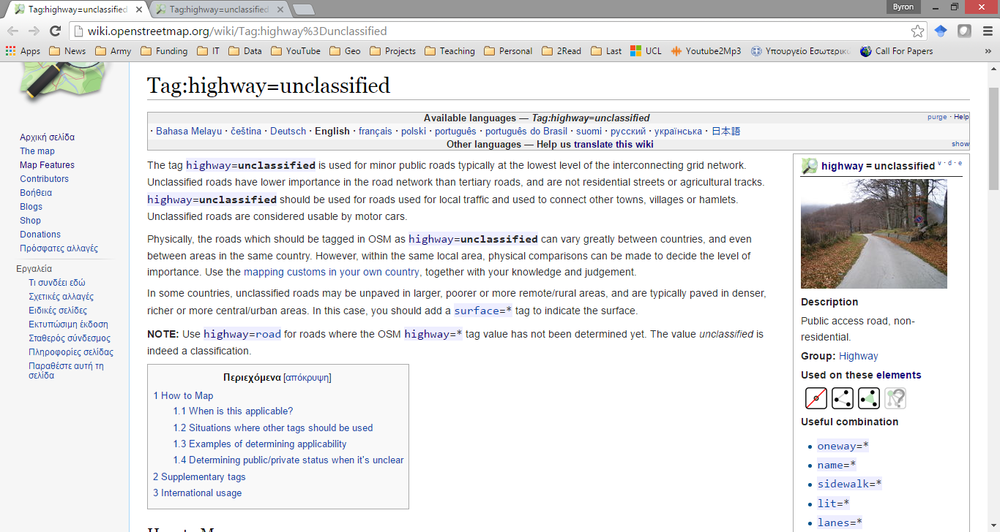 Tag:highway=unclassified
Tag:highway=unclassified
Byron
wiki.openstreetmap.org/wiki/Tag:highway%3Dunclassified
Apps News Army Funding IT Data YouTube Geo Projects Teaching Personal 2Read Last UCL Youtube2Mp3 Υπουργείο Εσωτερικ Call For Papers »
Αρχική σελίδα
The map
Map Features
Contributors
Βοήθεια
Blogs
Shop
Donations
Πρόσφατες αλλαγές
Εργαλεία
Τι συνδέει εδώ
Σχετικές αλλαγές
Ειδικές σελίδες
Εκτυπώσιμη έκδοση
Σταθερός σύνδεσμος
Πληροφορίες σελίδας
Παραθέστε αυτή τη
σελίδα
Tag:highway=unclassified
Available languages — Tag:highway=unclassified
purge · Help
· Bahasa Melayu · čeština · Deutsch · English · français · polski · português · português do Brasil · suomi · русский · українська · 日本語
Other languages — Help us translate this wiki
show
The tag highway=unclassified is used for minor public roads typically at the lowest level of the interconnecting grid network.
Unclassified roads have lower importance in the road network than tertiary roads, and are not residential streets or agricultural tracks.
highway=unclassified should be used for roads used for local traffic and used to connect other towns, villages or hamlets.
Unclassified roads are considered usable by motor cars.
Physically, the roads which should be tagged in OSM as highway=unclassified can vary greatly between countries, and even
between areas in the same country. However, within the same local area, physical comparisons can be made to decide the level of
importance. Use the mapping customs in your own country, together with your knowledge and judgement.
In some countries, unclassified roads may be unpaved in larger, poorer or more remote/rural areas, and are typically paved in denser,
richer or more central/urban areas. In this case, you should add a surface=* tag to indicate the surface.
NOTE: Use highway=road for roads where the OSM highway=* tag value has not been determined yet. The value unclassified is
indeed a classification.
Περιεχόμενα [απόκρυψη]
1 How to Map
1.1 When is this applicable?
1.2 Situations where other tags should be used
1.3 Examples of determining applicability
1.4 Determining public/private status when it's unclear
2 Supplementary tags
3 International usage
highway = unclassified v · d · e
Description
Public access road, non-
residential.
Group: Highway
Used on these elements
Useful combination
• oneway=*
• name=*
• sidewalk=*
• lit=*
• lanes=*